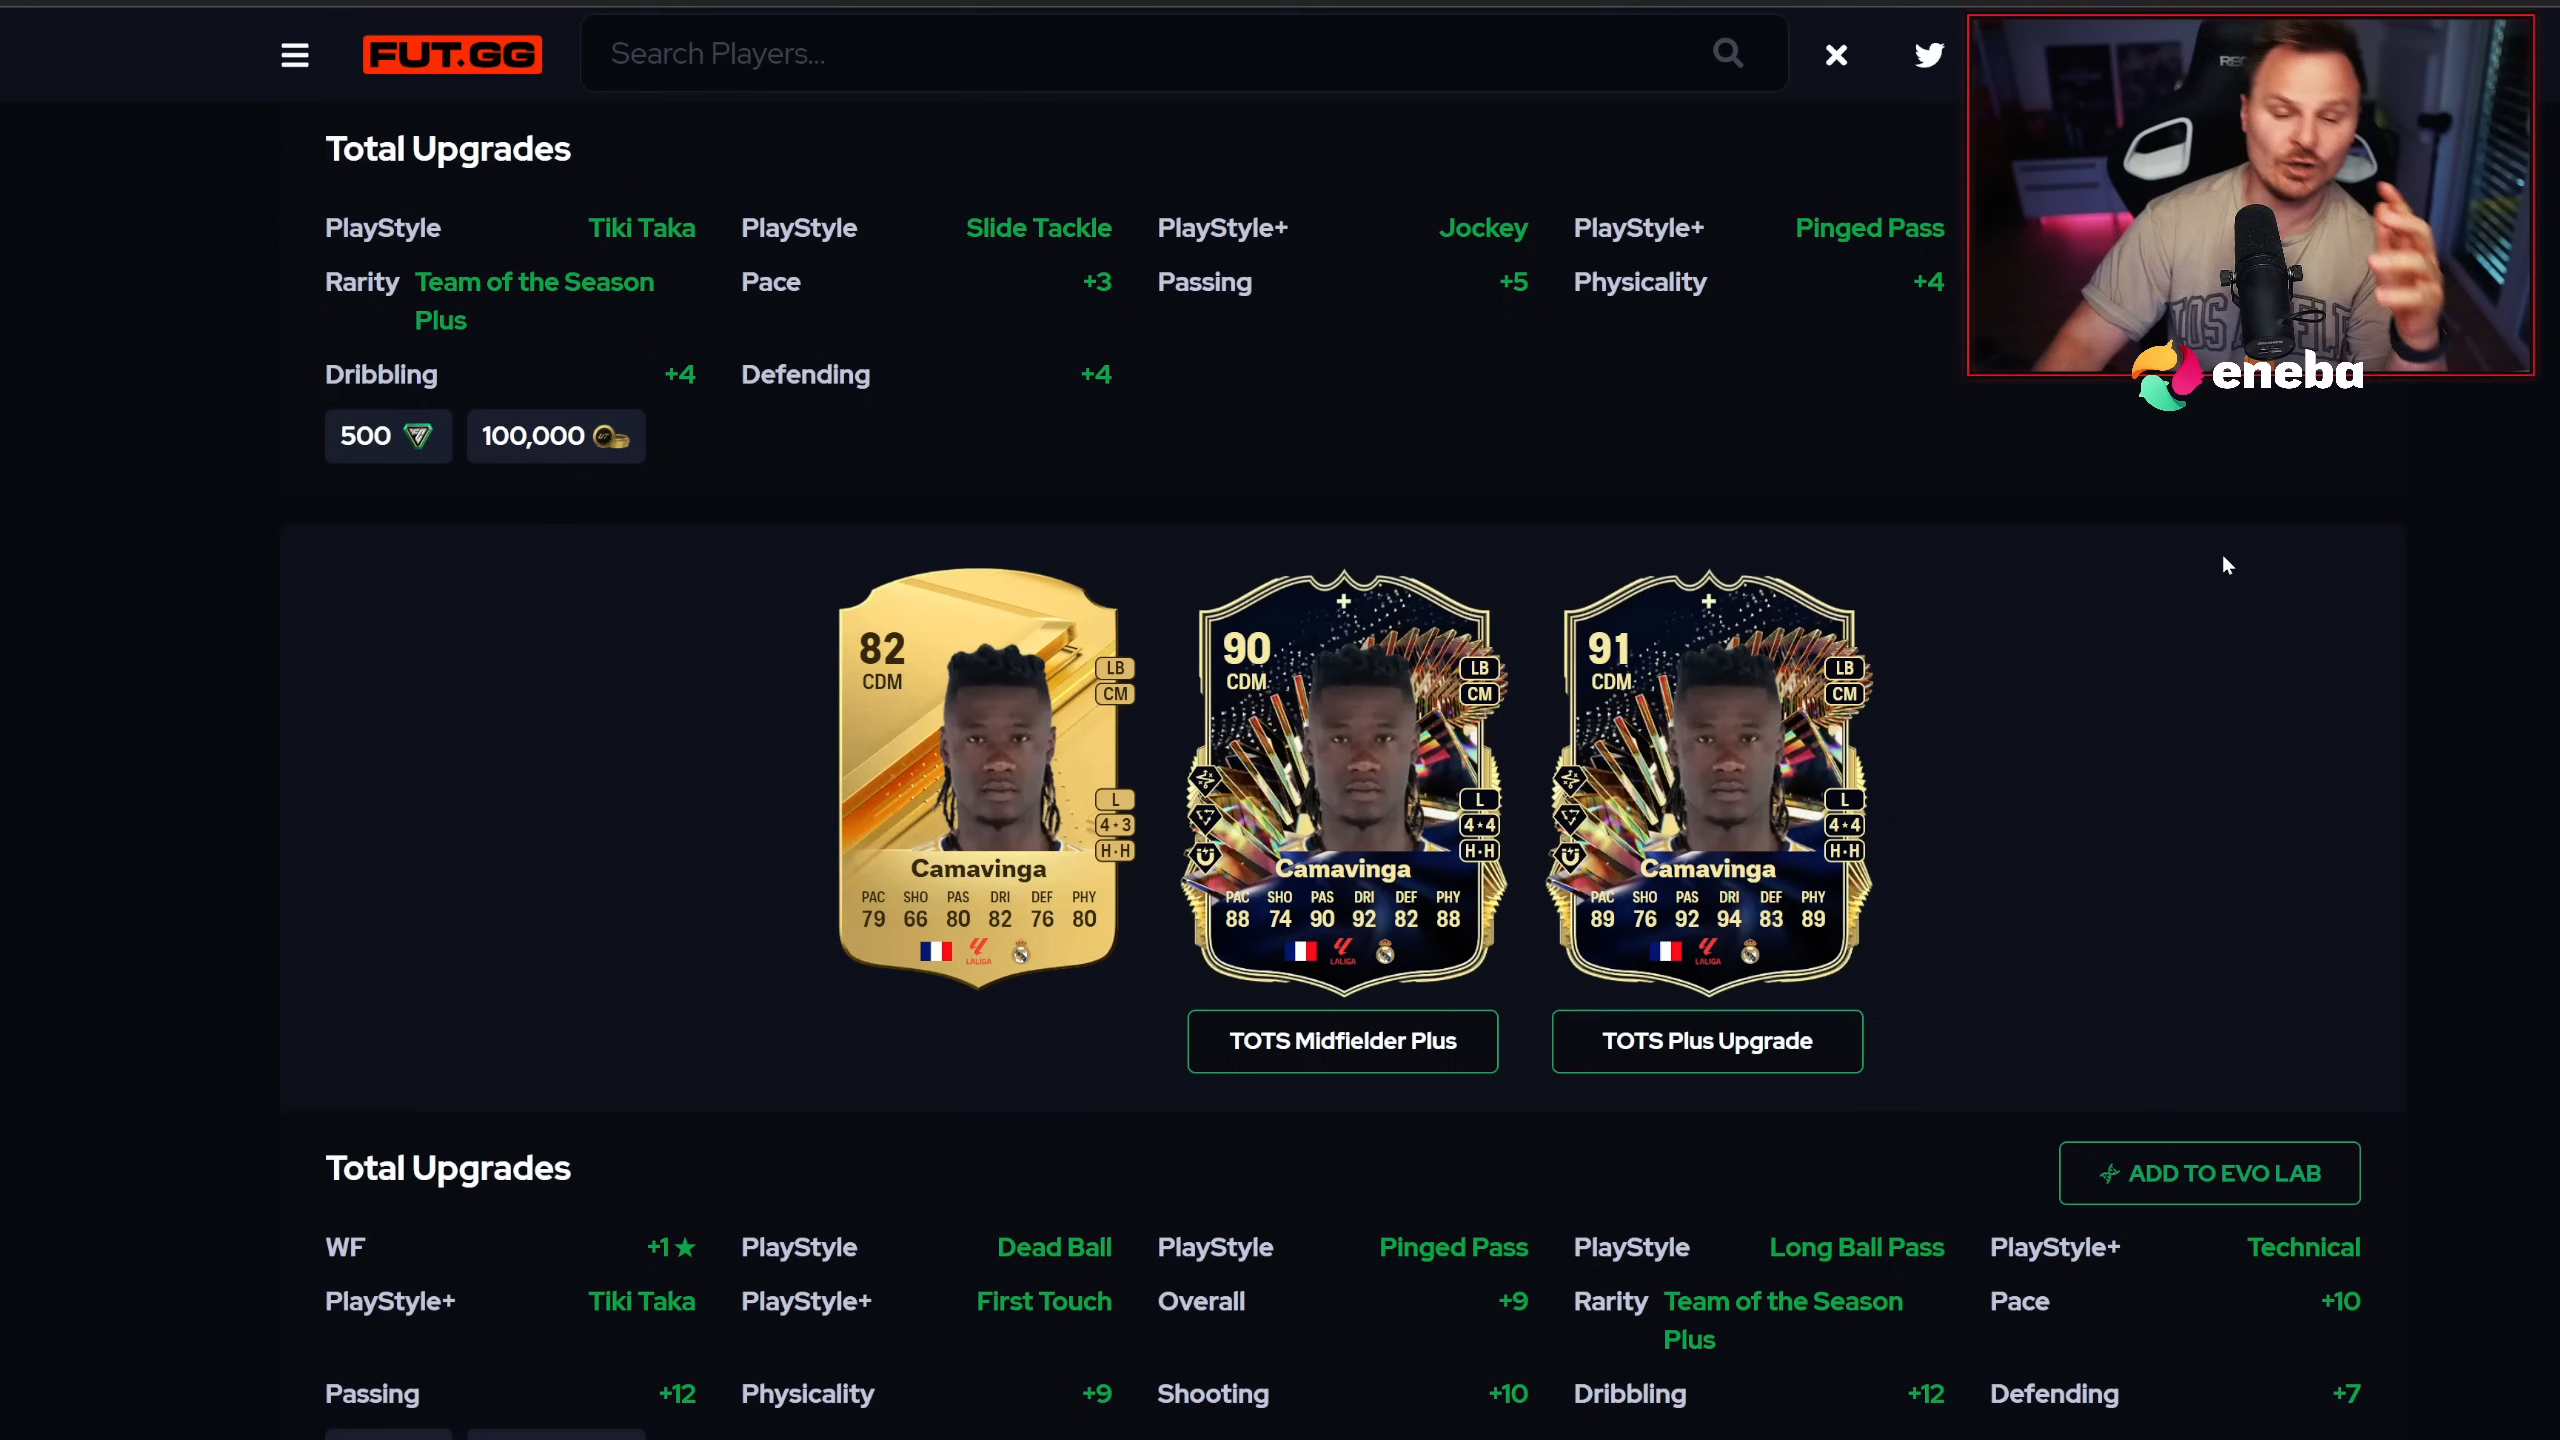 FUT.GG
Search Players...
Total Upgrades
PlayStyle Tiki Taka PlayStyle Slide Tackle PlayStyle+ Jockey PlayStyle+ Pinged Pass
Rarity Team of the Season Plus Pace +3 Passing +5 Physicality +4
Dribbling +4 Defending +4
500 100,000
eneba
82
CDM
LB
CM
L
4★3
H·H
Camavinga
PAC SHO PAS DRI DEF PHY
79 66 80 82 76 80
LALIGA
90
CDM
LB
CM
L
4★4
H·H
Camavinga
PAC SHO PAS DRI DEF PHY
88 74 90 92 82 88
LALIGA
TOTS Midfielder Plus
91
CDM
LB
CM
L
4★4
H·H
Camavinga
PAC SHO PAS DRI DEF PHY
89 76 92 94 83 89
LALIGA
TOTS Plus Upgrade
Total Upgrades
ADD TO EVO LAB
WF +1★ PlayStyle Dead Ball PlayStyle Pinged Pass PlayStyle Long Ball Pass PlayStyle+ Technical
PlayStyle+ Tiki Taka PlayStyle+ First Touch Overall +9 Rarity Team of the Season Plus Pace +10
Passing +12 Physicality +9 Shooting +10 Dribbling +12 Defending +7